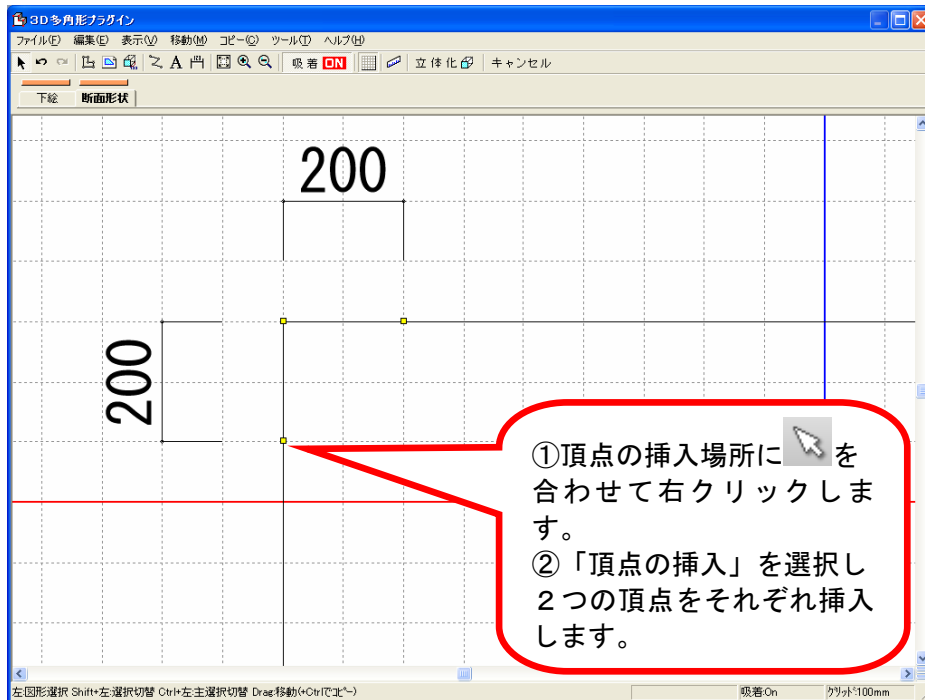 3D多角形プラグイン
ファイル(F) 編集(E) 表示(V) 移動(M) コピー(C) ツール(T) ヘルプ(H)
A 吸着 ON 立体化 キャンセル
下絵 断面形状
200
200
①頂点の挿入場所に を
合わせて右クリックしま
す。
②「頂点の挿入」を選択し
２つの頂点をそれぞれ挿入
します。
左:図形選択 Shift+左:選択切替 Ctrl+左:主選択切替 Drag:移動(+Ctrlでコピー) 吸着On グリッド:100mm